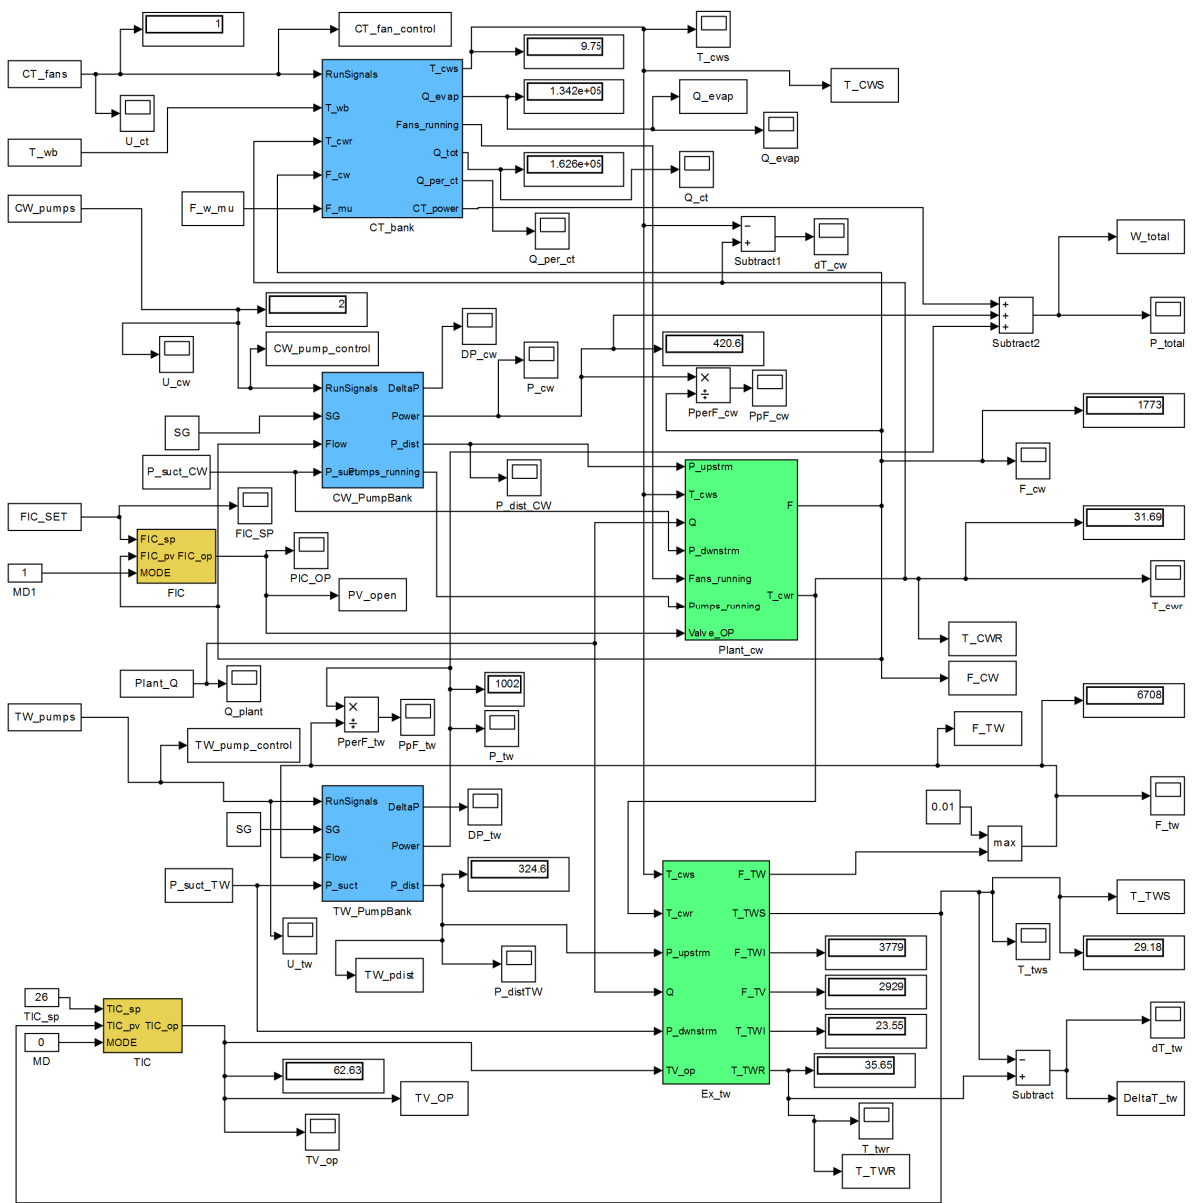 1
CT_fan_control
T_cws
9.75
CT_fans
RunSignals
T_cws
T_CWS
1.342e+05
Q_evap
Q_evap
U_ct
T_wb
Fans_running
Q_evap
T_wb
T_cwr
Q_tot
1.626e+05
F_cw
Q_per_ct
Q_ct
CW_pumps
F_w_mu
F_mu
CT_power
CT_bank
Q_per_ct
−
+
Subtract1
dT_cw
W_total
2
+
+
+
Subtract2
P_total
CW_pump_control
U_cw
DP_cw
P_cw
420.6
RunSignals
DeltaP
×
÷
PperF_cw
PpF_cw
SG
SG
Power
1773
Flow
P_dist
P_suct_CW
P_suct
Pumps_running
CW_PumpBank
P_dist_CW
P_upstrm
F_cw
T_cws
F
FIC_SET
FIC_SP
Q
31.69
FIC_sp
FIC_pv
FIC_op
MODE
FIC
1
MD1
PIC_OP
P_dwnstrm
PV_open
Fans_running
T_cwr
T_cwr
Pumps_running
Valve_OP
Plant_cw
T_CWR
Plant_Q
Q_plant
F_CW
1002
6708
TW_pumps
×
÷
PperF_tw
PpF_tw
P_tw
F_TW
TW_pump_control
RunSignals
DeltaP
DP_tw
0.01
max
F_tw
SG
SG
Power
Flow
P_suct_TW
P_suct
P_dist
TW_PumpBank
324.6
T_cws
F_TW
T_TWS
T_cwr
T_TWS
U_tw
TW_pdist
P_distTW
P_upstrm
F_TWI
3779
T_tws
29.18
Q
F_TV
2929
26
TIC_sp
TIC_sp
TIC_pv
TIC_op
MODE
TIC
0
MD
P_dwnstrm
T_TWI
23.55
dT_tw
62.63
TV_op
T_TWR
35.65
Ex_tw
−
+
Subtract
TV_OP
DeltaT_tw
TV_op
T_twr
T_TWR